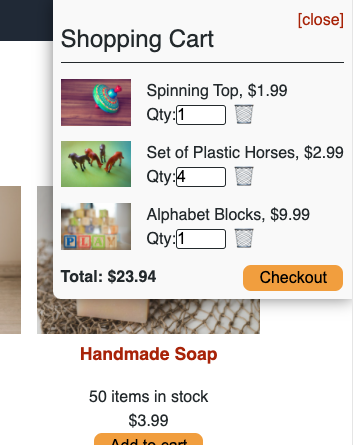 [close]
Shopping Cart
Spinning Top, $1.99
Qty:1
Set of Plastic Horses, $2.99
Qty:4
Alphabet Blocks, $9.99
Qty:1
PLAY
Total: $23.94
Checkout
Handmade Soap
50 items in stock
$3.99
Add to cart